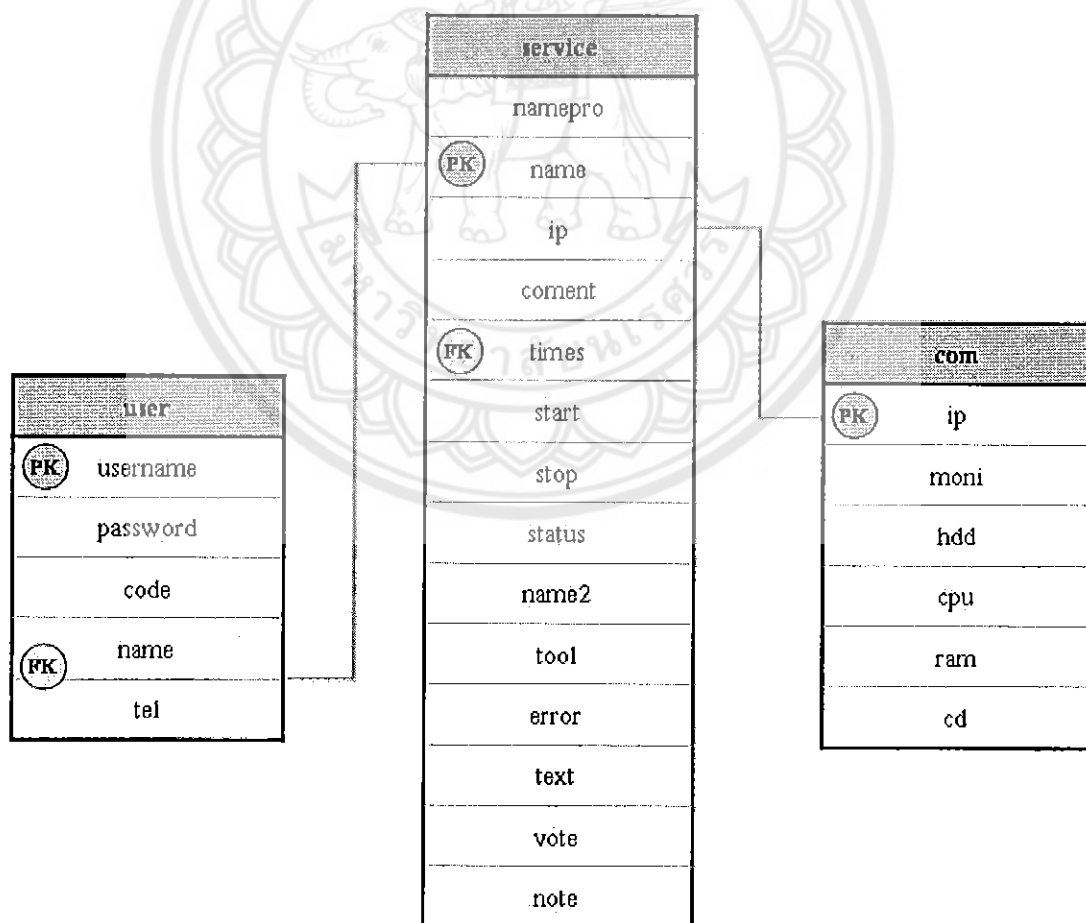 service
namepro
PK name
ip
coment
FK times
start
stop
status
name2
tool
error
text
vote
note
user
PK username
password
code
FK name
tel
com
PK ip
moni
hdd
cpu
ram
cd